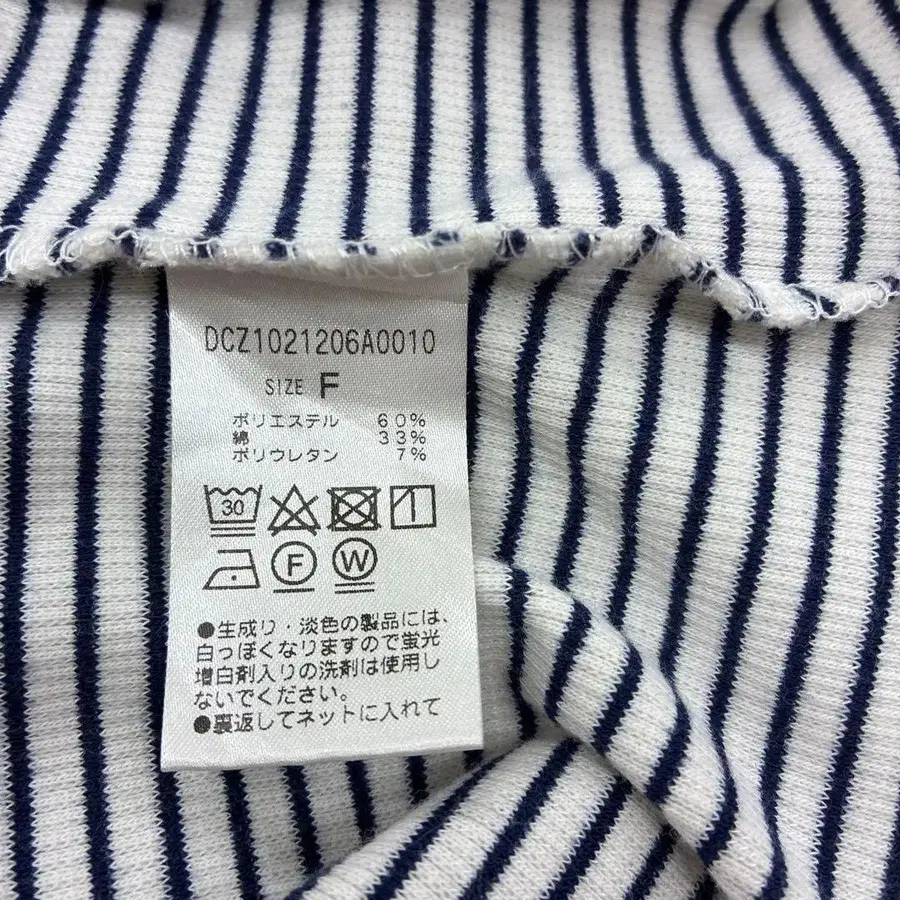 DCZ1021206A0010
SIZE F
ポリエステル 60%
綿 33%
ポリウレタン 7%
30
F W
●生成り・淡色の製品には、
白っぽくなりますので蛍光
増白剤入りの洗剤は使用し
ないでください。
●裏返してネットに入れて